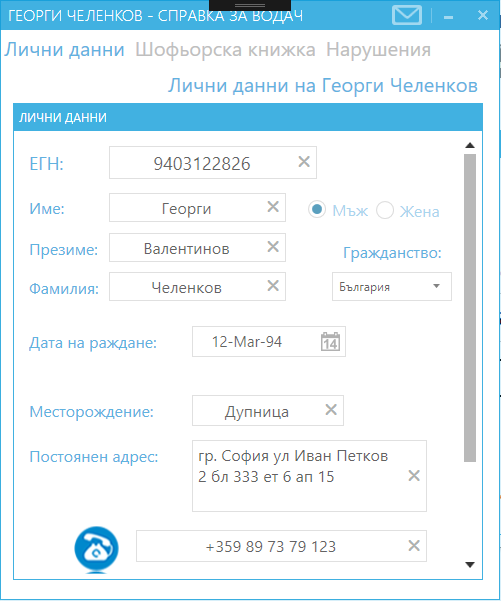 ГЕОРГИ ЧЕЛЕНКОВ - СПРАВКА ЗА ВОДАЧ
Лични данни Шофьорска книжка Нарушения
Лични данни на Георги Челенков
ЛИЧНИ ДАННИ
ЕГН: 9403122826
Име: Георги Мъж Жена
Презиме: Валентинов Гражданство:
Фамилия: Челенков България
Дата на раждане: 12-Mar-94 14
Месторождение: Дупница
Постоянен адрес: гр. София ул Иван Петков
2 бл 333 ет 6 ап 15
+359 89 73 79 123